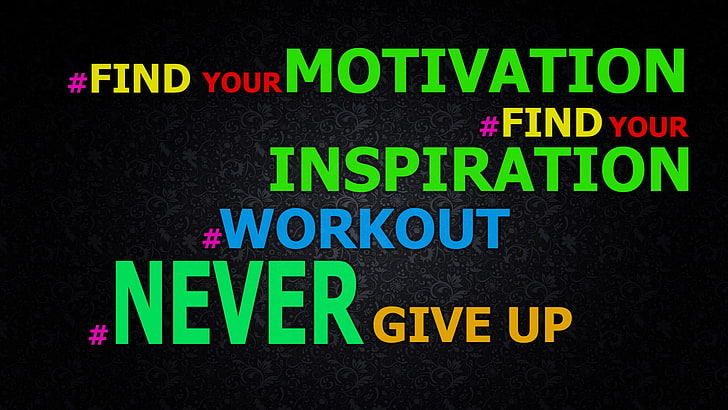 #FIND YOUR MOTIVATION
#FIND YOUR
INSPIRATION
#WORKOUT
#NEVER GIVE UP